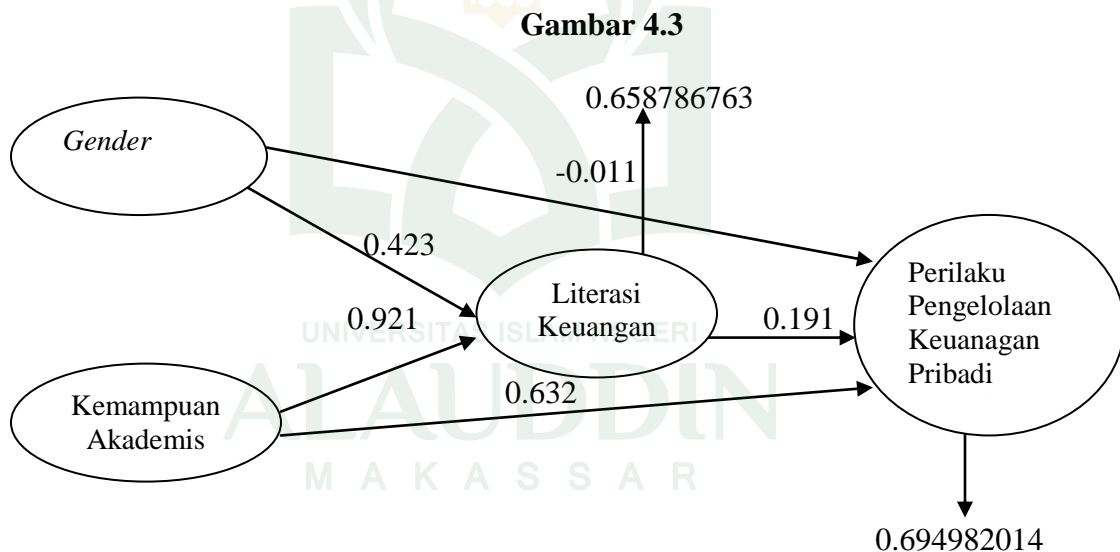 Gambar 4.3
0.658786763
Gender
-0.011
0.423
Literasi
Keuangan
0.921
0.191
Perilaku
Pengelolaan
Keuanagan
Pribadi
UNIVERSITAS ISLAM NEGERI
ALAUDDIN
MAKASSAR
Kemampuan
Akademis
0.632
0.694982014